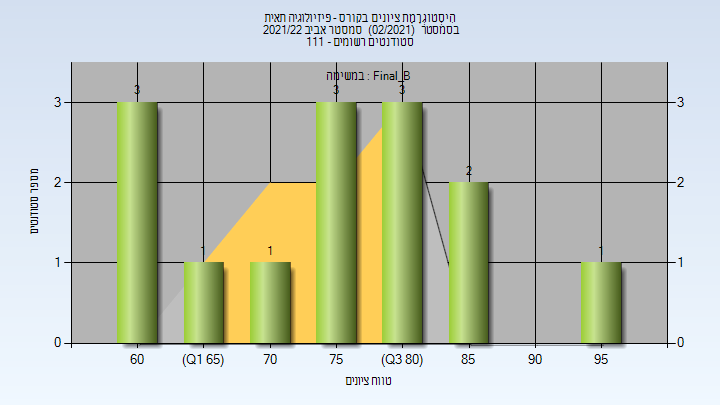 היסטוגרמת ציונים בקורס - פיזיולוגיה תאית
בסמסטר (02/2021) סמסטר אביב 2021/22
סטודנטים רשומים - 111
במשימה : Final_B
3 1 1 3 3 2 1
3 3
2 2
1 1
0 0
מספר סטודנטים
60 (Q1 65) 70 75 (Q3 80) 85 90 95
טווח ציונים